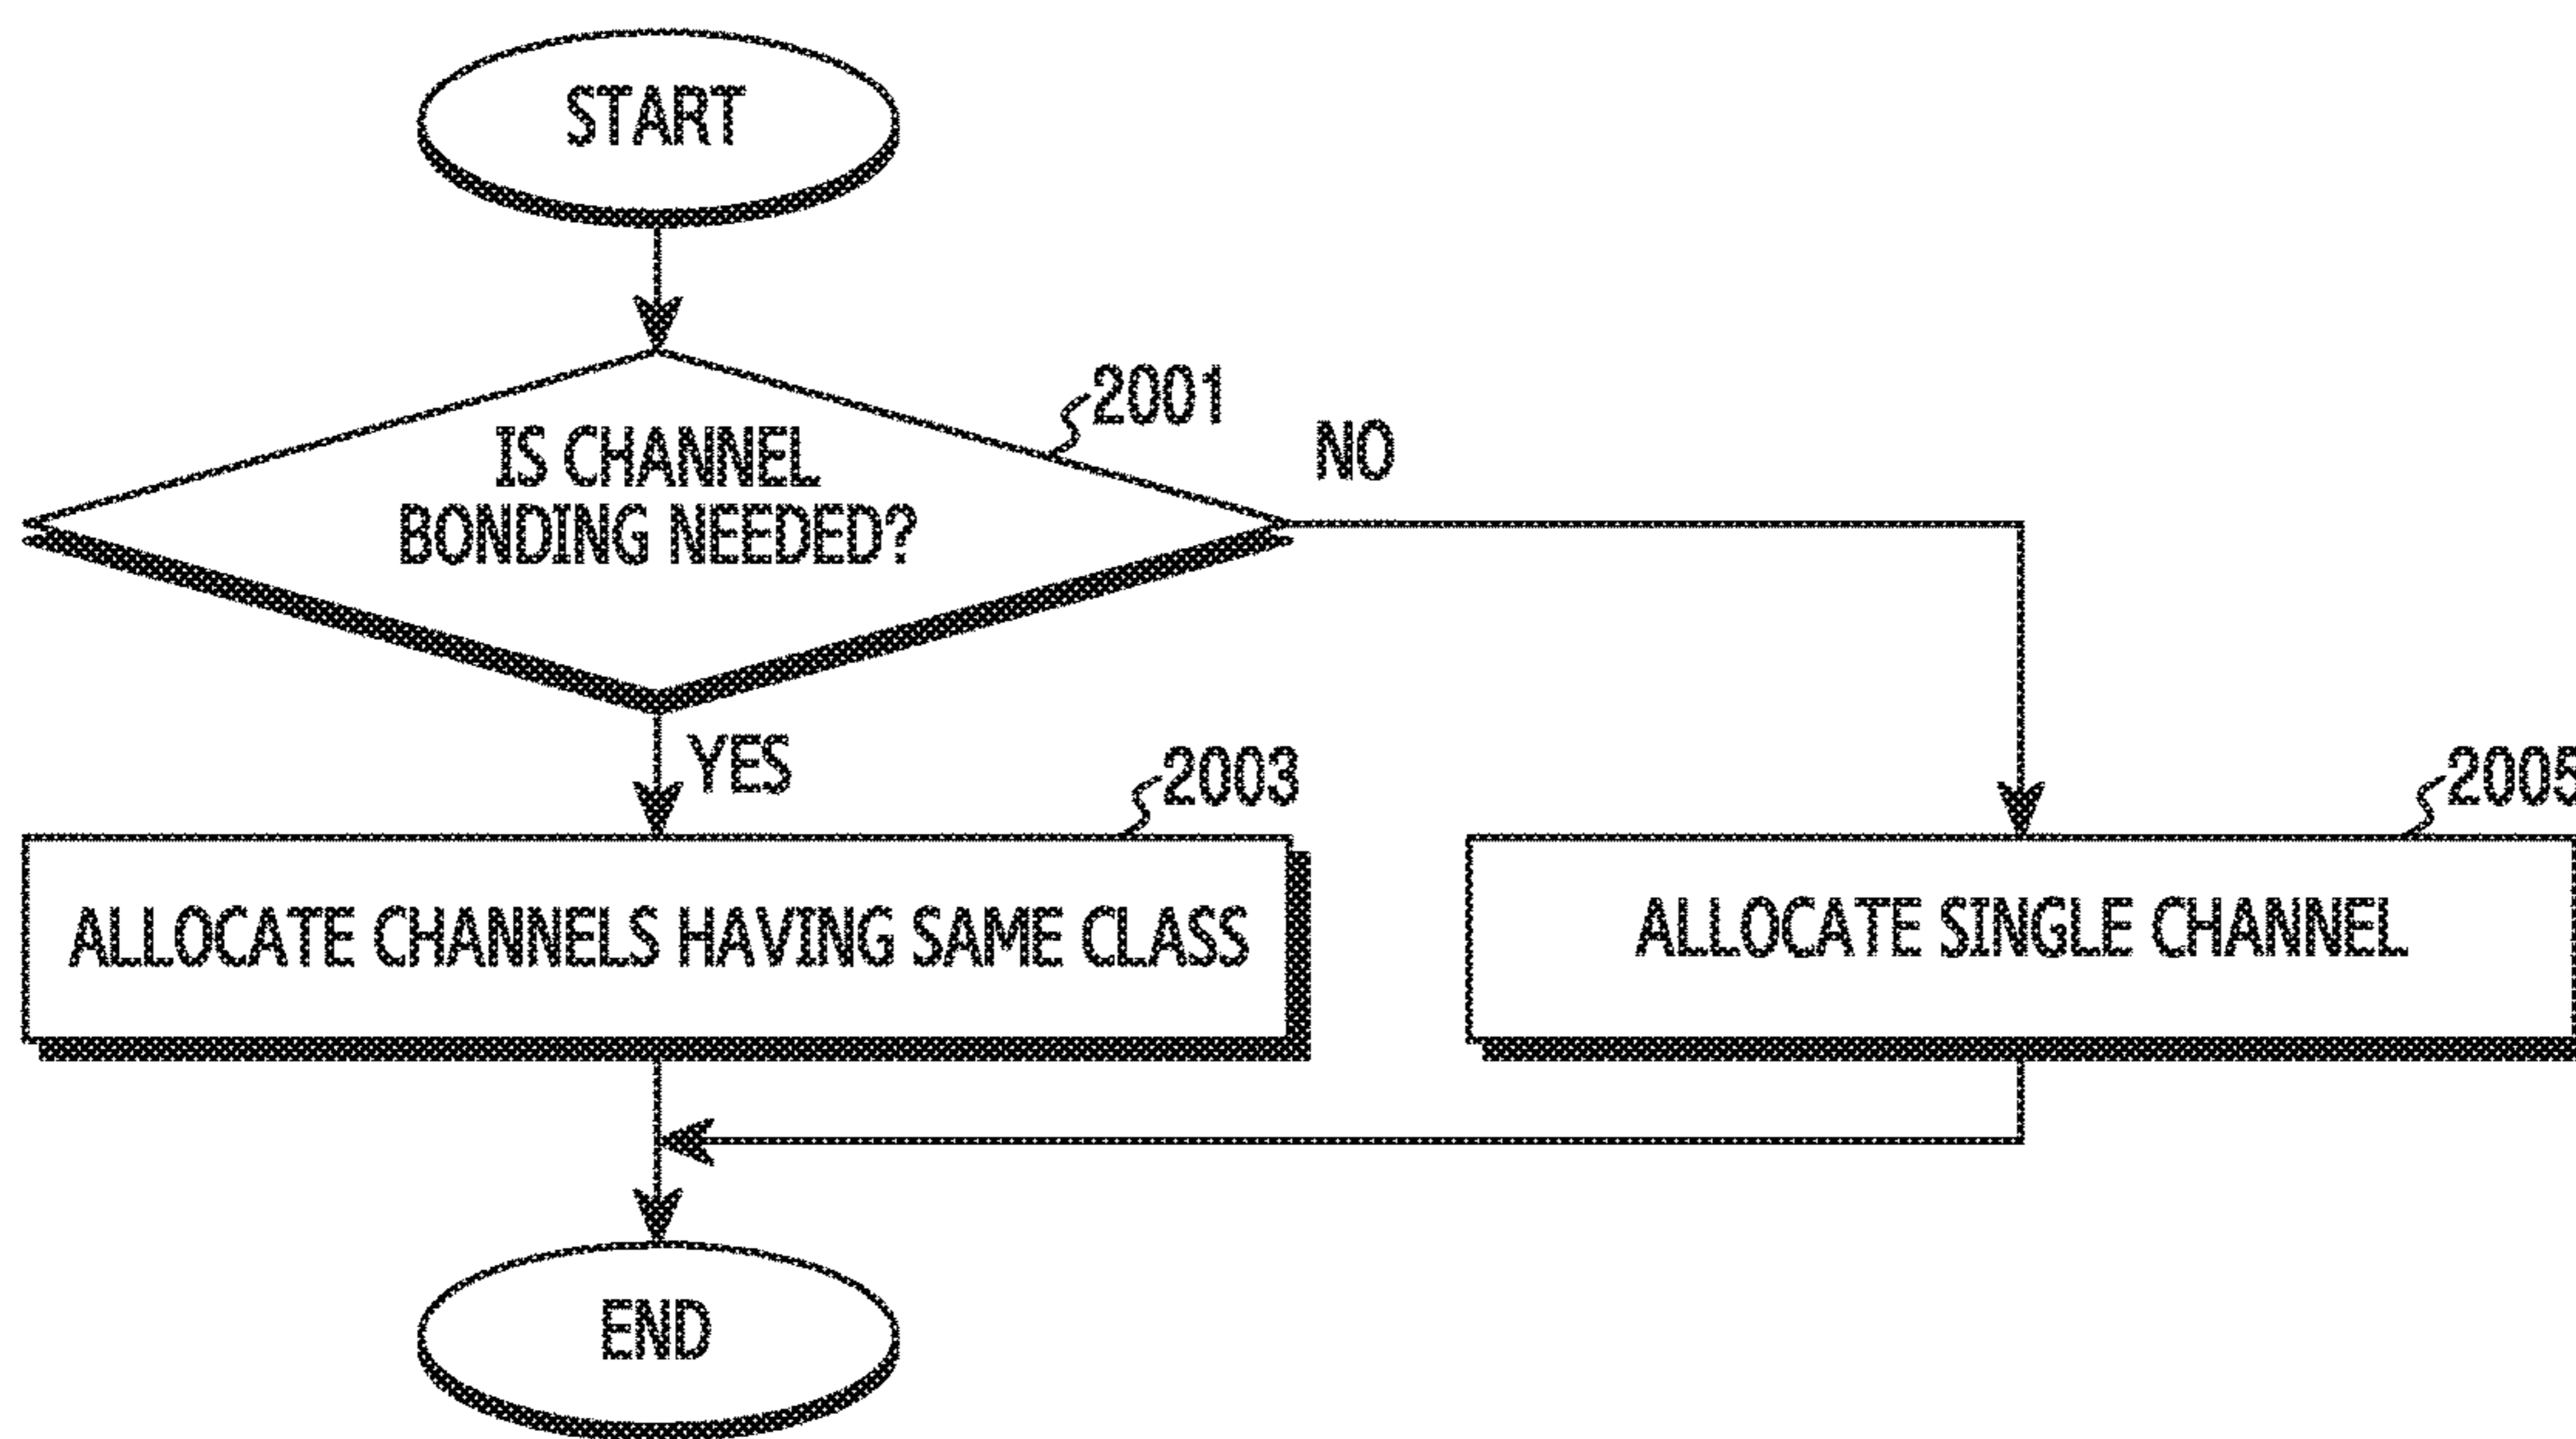 START
2001
IS CHANNEL
BONDING NEEDED?
NO
YES
2003
2005
ALLOCATE CHANNELS HAVING SAME CLASS
ALLOCATE SINGLE CHANNEL
END